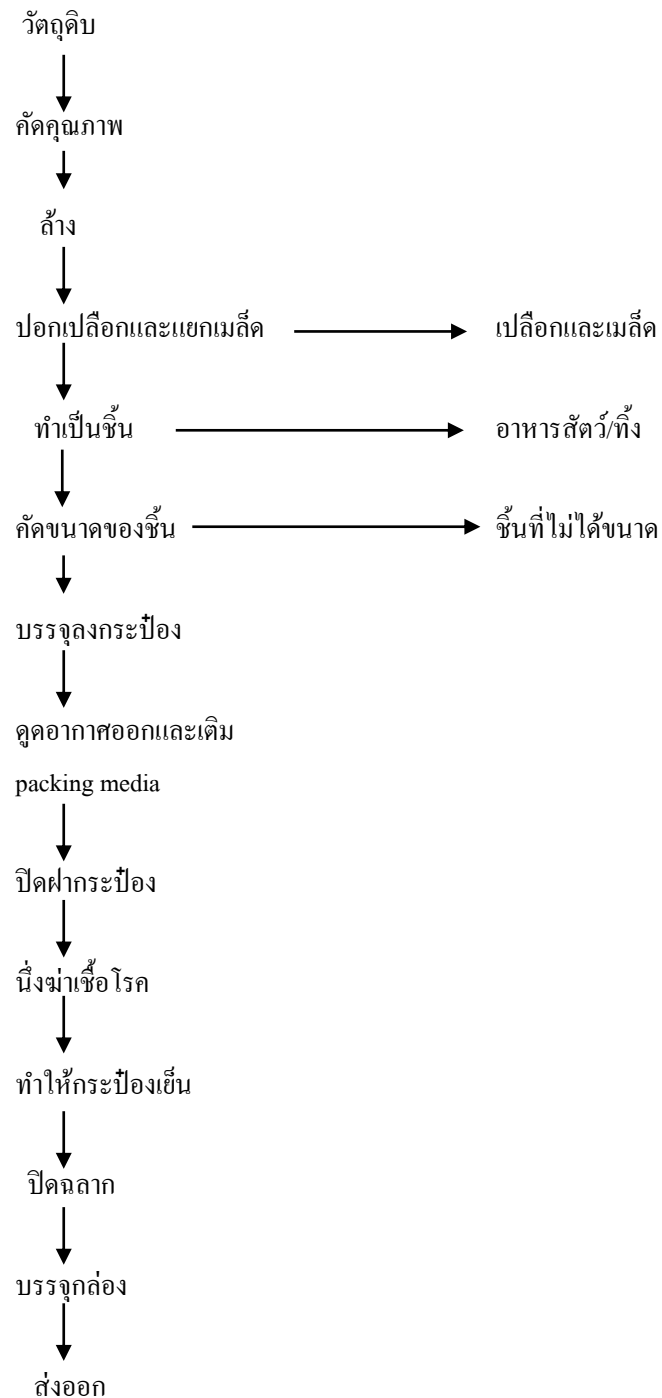 วัตถุดิบ
คัดคุณภาพ
ล้าง
ปอกเปลือกและแยกเมล็ด
เปลือกและเมล็ด
ทำเป็นชิ้น
อาหารสัตว์/ทิ้ง
คัดขนาดของชิ้น
ชิ้นที่ไม่ได้ขนาด
บรรจุลงกระป๋อง
ดูดอากาศออกและเติม
packing media
ปิดฝากระป๋อง
นึ่งฆ่าเชื้อโรค
ทำให้กระป๋องเย็น
ปิดฉลาก
บรรจุกล่อง
ส่งออก